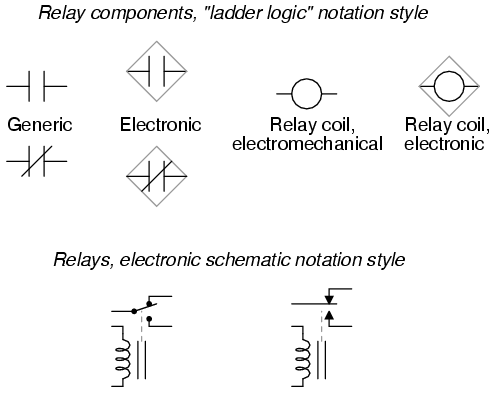 Relay components, "ladder logic" notation style
Generic
Electronic
Relay coil,
electromechanical
Relay coil,
electronic
Relays, electronic schematic notation style